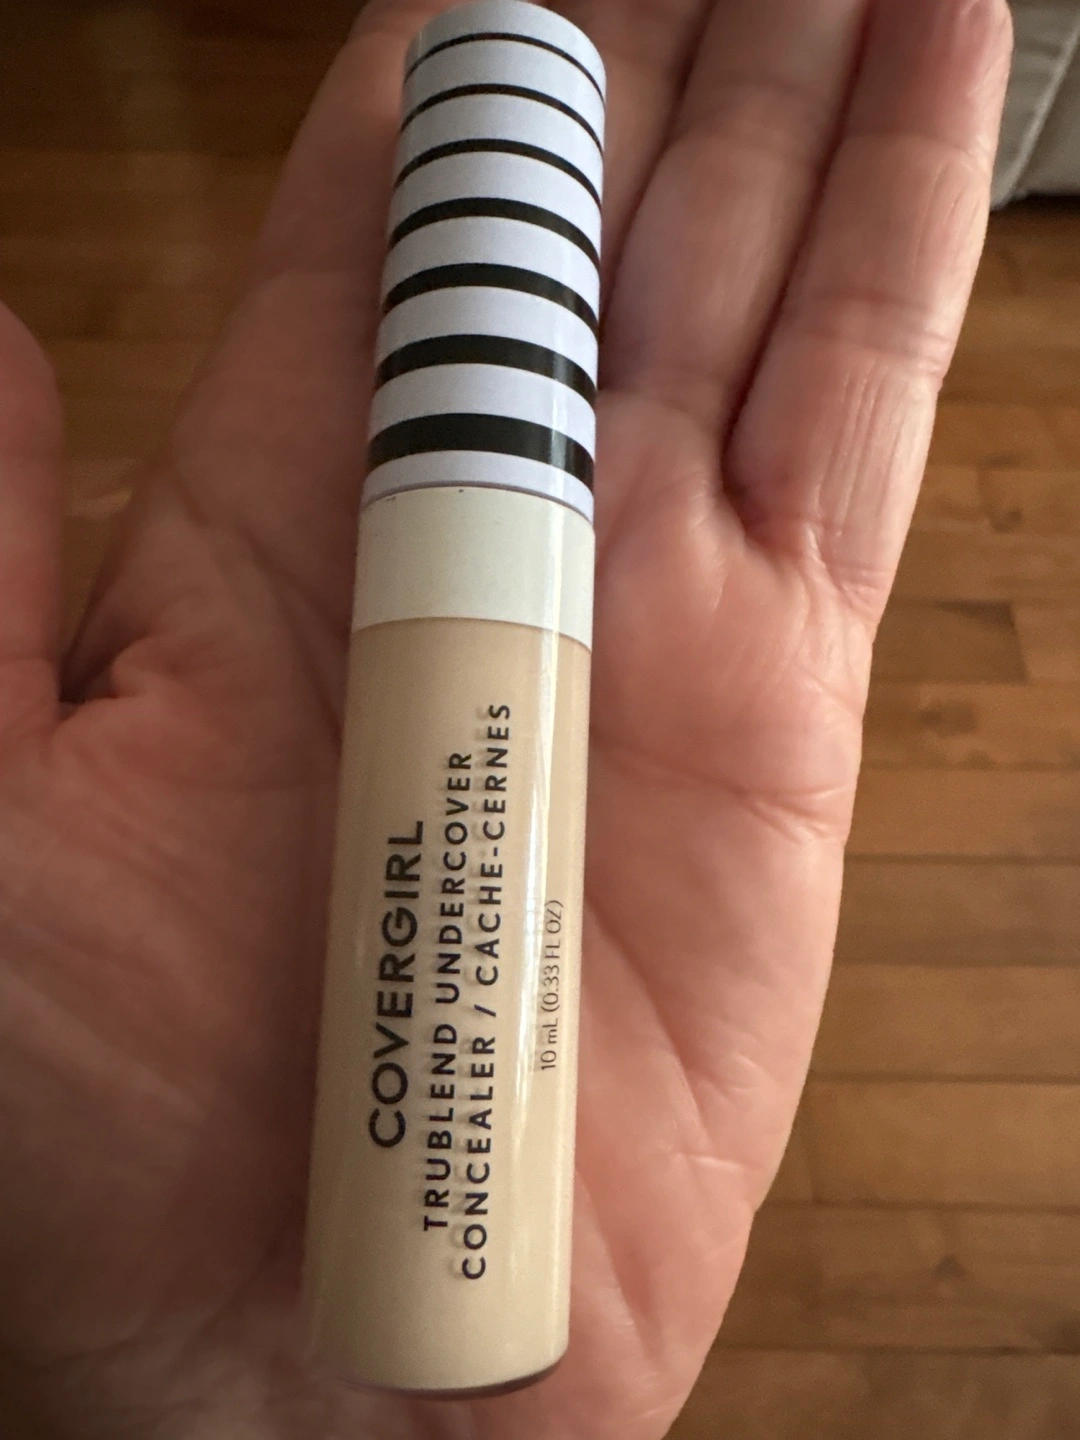 COVERGIRL
TRUBLEND UNDERCOVER
CONCEALER / CACHE-CERNES
10 mL (0.33 FL OZ)